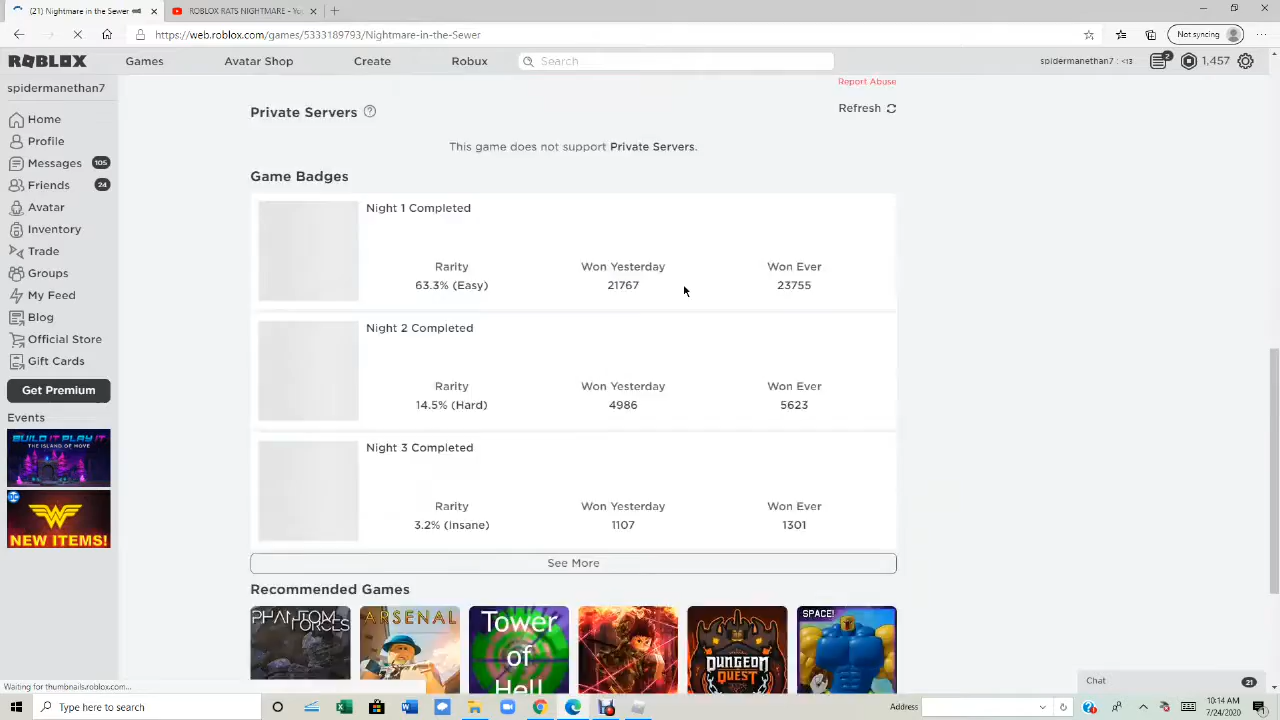 (21) Nightmare in the Sewer
ROBLOX RATS NIGHTMARE - Yo
https://web.roblox.com/games/5333189793/Nightmare-in-the-Sewer
Not syncing
ROBLOX
Games
Avatar Shop
Create
Robux
Search
spidermanethan7 : <13
2
1,457
spidermanethan7
Home
Profile
Messages 105
Friends 24
Avatar
Inventory
Trade
Groups
My Feed
Blog
Official Store
Gift Cards
Get Premium
Events
BUILD IT PLAY IT
THE ISLAND OF MOVE
DC
NEW ITEMS!
Report Abuse
Private Servers
Refresh
This game does not support Private Servers.
Game Badges
Night 1 Completed
Rarity Won Yesterday Won Ever
63.3% (Easy) 21767 23755
Night 2 Completed
Rarity Won Yesterday Won Ever
14.5% (Hard) 4986 5623
Night 3 Completed
Rarity Won Yesterday Won Ever
3.2% (Insane) 1107 1301
See More
Recommended Games
PHANTOM FORCES
ARSENAL
Tower of Hell
DUNGEON QUEST
SPACE!
Chat 21
Waiting for thumbnailsroblox.com...
Type here to search
Address
10:14 AM
7/24/2020